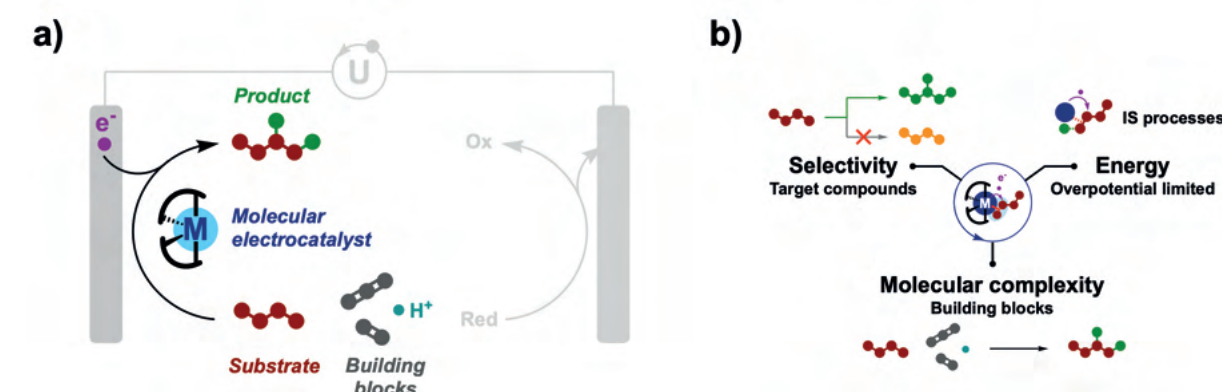 a)
U
e-
Product
Ox
M
Molecular
electrocatalyst
H+
Red
Substrate
Building
blocks
b)
IS processes
Selectivity
Target compounds
Energy
Overpotential limited
e-
M
Molecular complexity
Building blocks